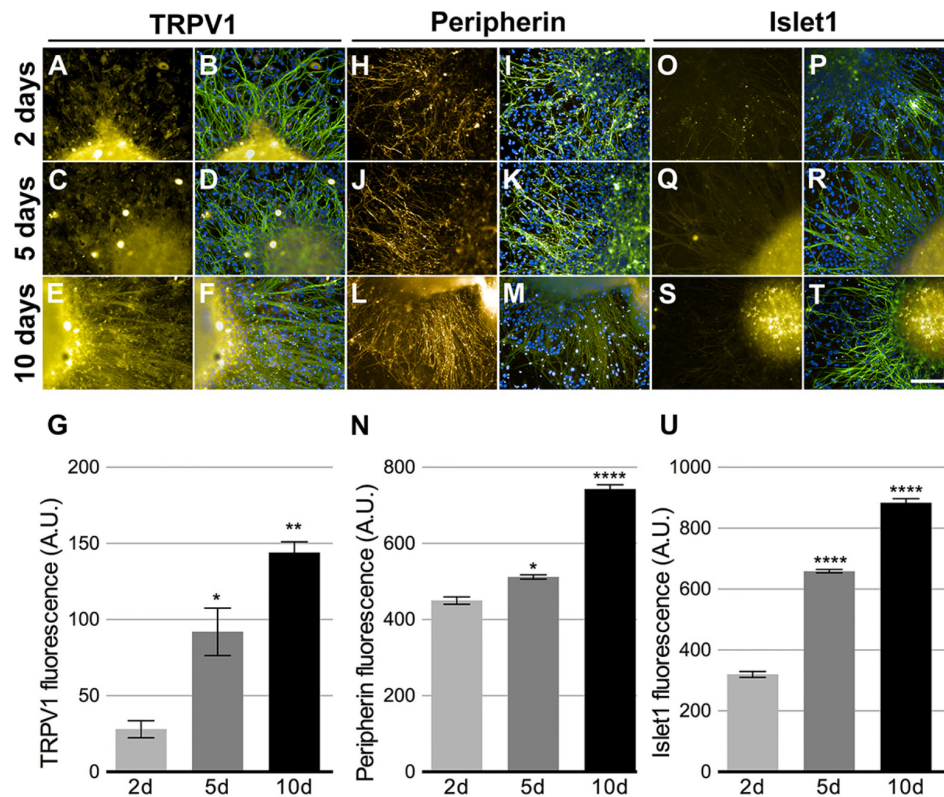 TRPV1 Peripherin Islet1
2 days A B H I O P
5 days C D J K Q R
10 days E F L M S T
G N U
TRPV1 fluorescence (A.U.)
200
150
100
50
0
* **
2d 5d 10d
Peripherin fluorescence (A.U.)
800
600
400
200
0
* ****
2d 5d 10d
Islet1 fluorescence (A.U.)
1000
800
600
400
200
0
**** ****
2d 5d 10d